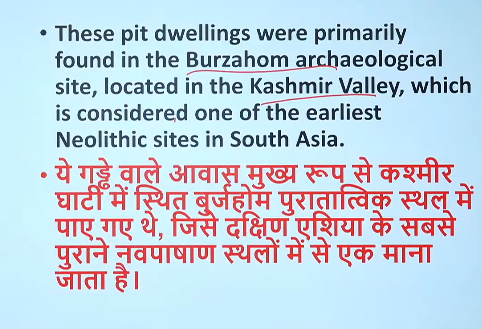 • These pit dwellings were primarily
found in the Burzahom archaeological
site, located in the Kashmir Valley, which
is considered one of the earliest
Neolithic sites in South Asia.
• ये गड्ढे वाले आवास मुख्य रूप से कश्मीर
घाटी में स्थित बुर्जहोम पुरातात्विक स्थल में
पाए गए थे, जिसे दक्षिण एशिया के सबसे
पुराने नवपाषाण स्थलों में से एक माना
जाता है।